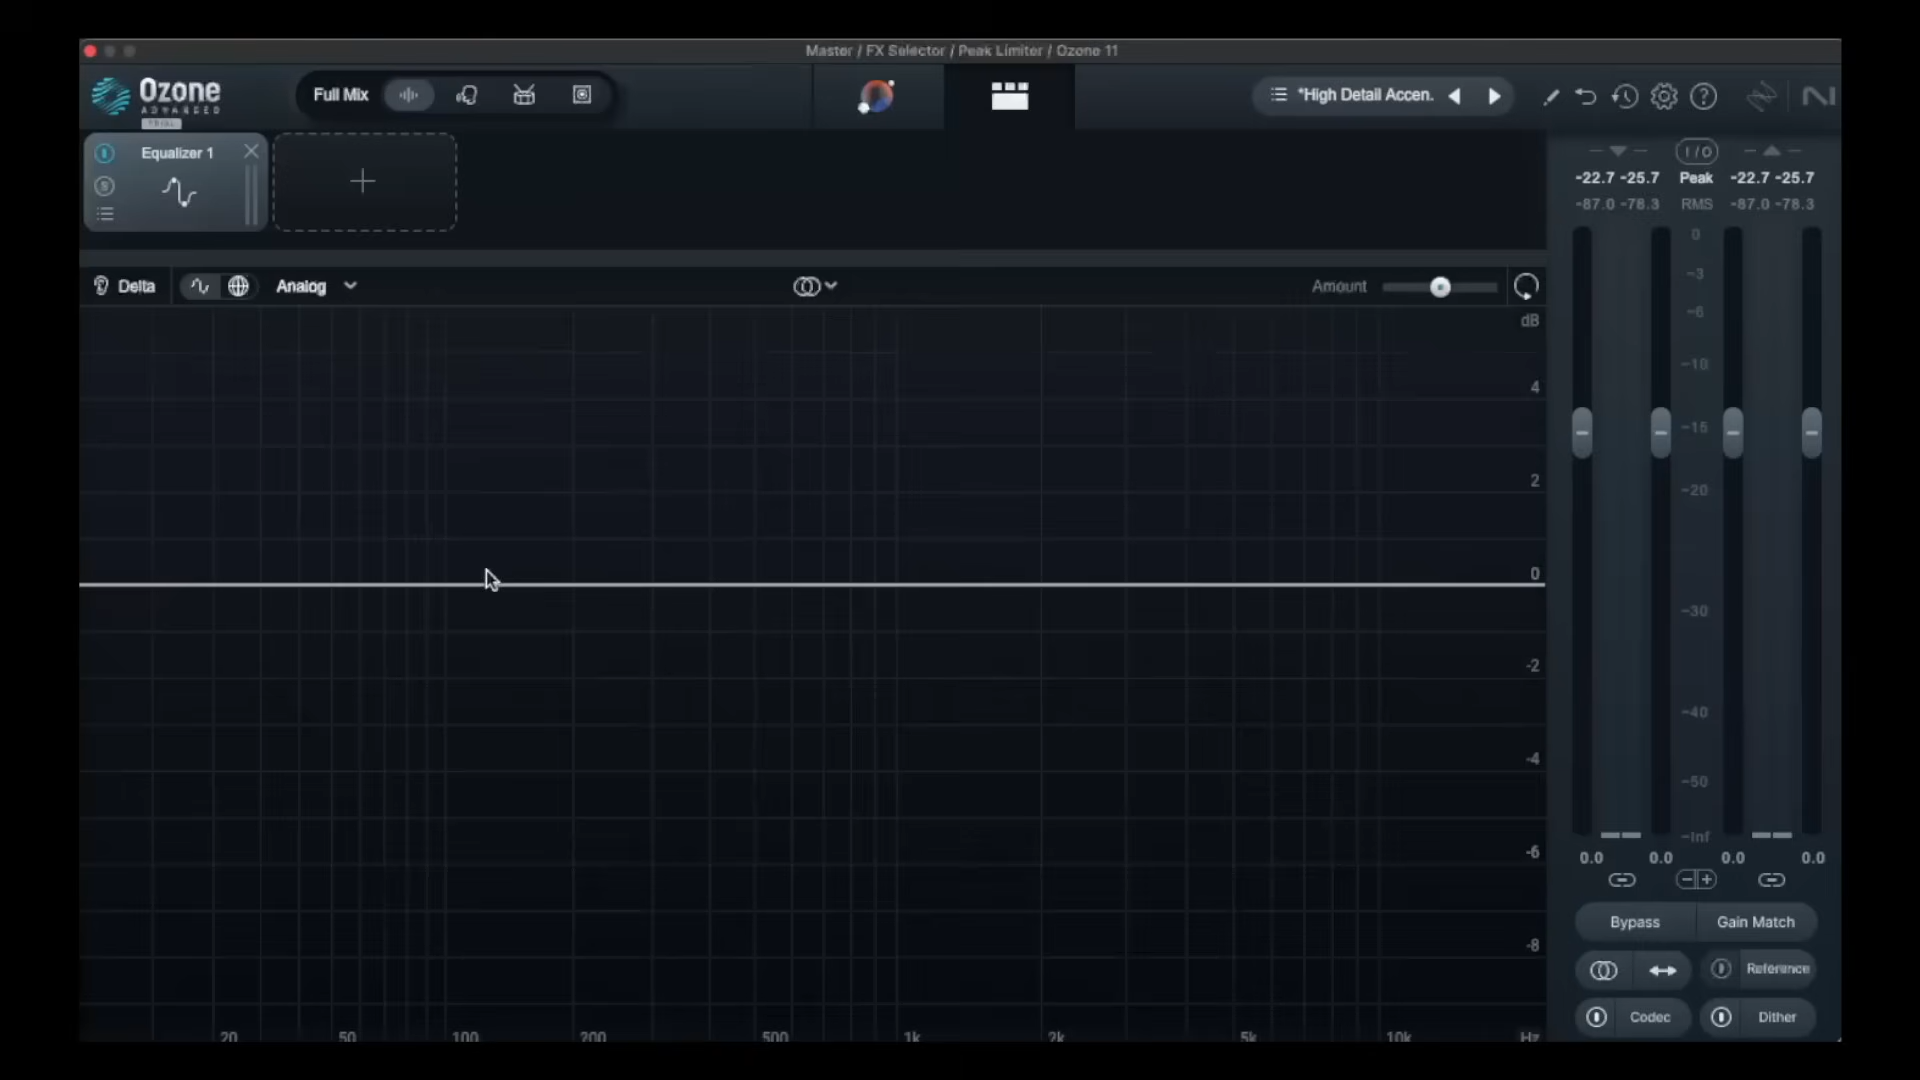 Master / FX Selector / Peak Limiter / Ozone 11
Ozone
ADVANCED
TRIAL
Full Mix
*High Detail Accen.
Equalizer 1
S
I/O
-22.7 -25.7 Peak -22.7 -25.7
-87.0 -78.3 RMS -87.0 -78.3
Delta
Analog
Amount
dB
4
2
0
-2
-4
-6
-8
20 50 100 200 500 1k 2k 5k 10k Hz
0
-3
-6
-10
-15
-20
-30
-40
-50
-Inf
0.0 0.0 0.0 0.0
Bypass Gain Match
Reference
Codec Dither